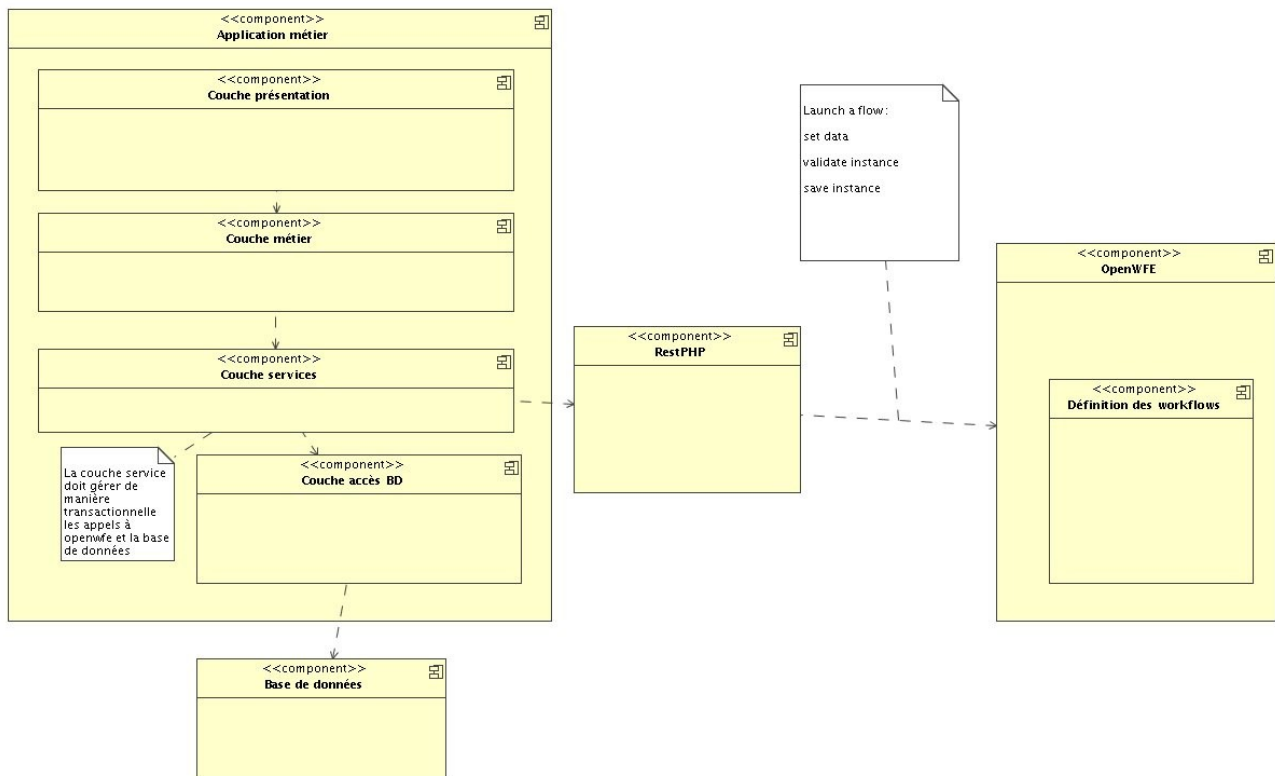 <<component>>
Application métier
<<component>>
Couche présentation
<<component>>
Couche métier
<<component>>
Couche services
La couche service
doit gérer de
manière
transactionnelle
les appels à
openwfe et la base
de données
<<component>>
Couche accès BD
<<component>>
Base de données
<<component>>
RestPHP
Launch a flow:
set data
validate instance
save instance
<<component>>
OpenWFE
<<component>>
Définition des workflows